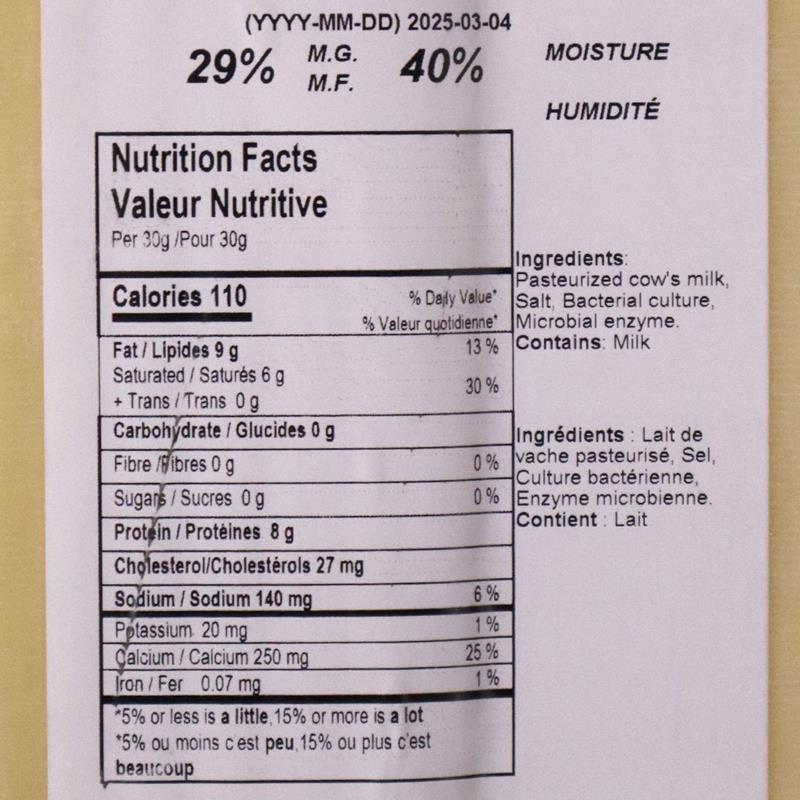 (YYYY-MM-DD) 2025-03-04
29% M.G. 40% MOISTURE
M.F.
HUMIDITÉ
Nutrition Facts
Valeur Nutritive
Per 30g /Pour 30g
Calories 110 % Daily Value*
% Valeur quotidienne*
Fat / Lipides 9 g 13 %
Saturated / Saturés 6 g
+ Trans / Trans 0 g 30 %
Carbohydrate / Glucides 0 g
Fibre /Fibres 0 g 0 %
Sugars / Sucres 0 g 0 %
Protein / Protéines 8 g
Cholesterol/Cholestérols 27 mg
Sodium / Sodium 140 mg 6 %
Potassium 20 mg 1 %
Calcium / Calcium 250 mg 25 %
Iron / Fer 0.07 mg 1 %
*5% or less is a little,15% or more is a lot
*5% ou moins c'est peu,15% ou plus c'est
beaucoup
Ingredients:
Pasteurized cow's milk,
Salt, Bacterial culture,
Microbial enzyme.
Contains: Milk
Ingrédients : Lait de
vache pasteurisé, Sel,
Culture bactérienne,
Enzyme microbienne.
Contient : Lait